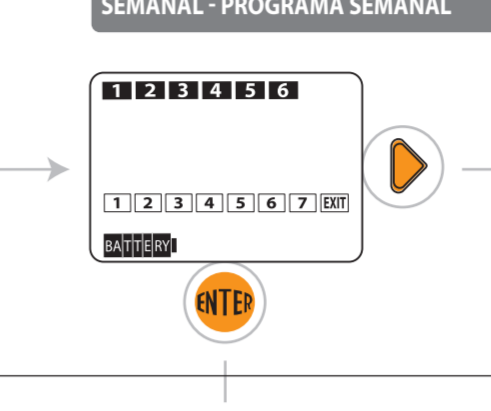 SEMANAL - PROGRAMA SEMANAL
1 2 3 4 5 6
1 2 3 4 5 6 7 EXIT
BATTERY
ENTER